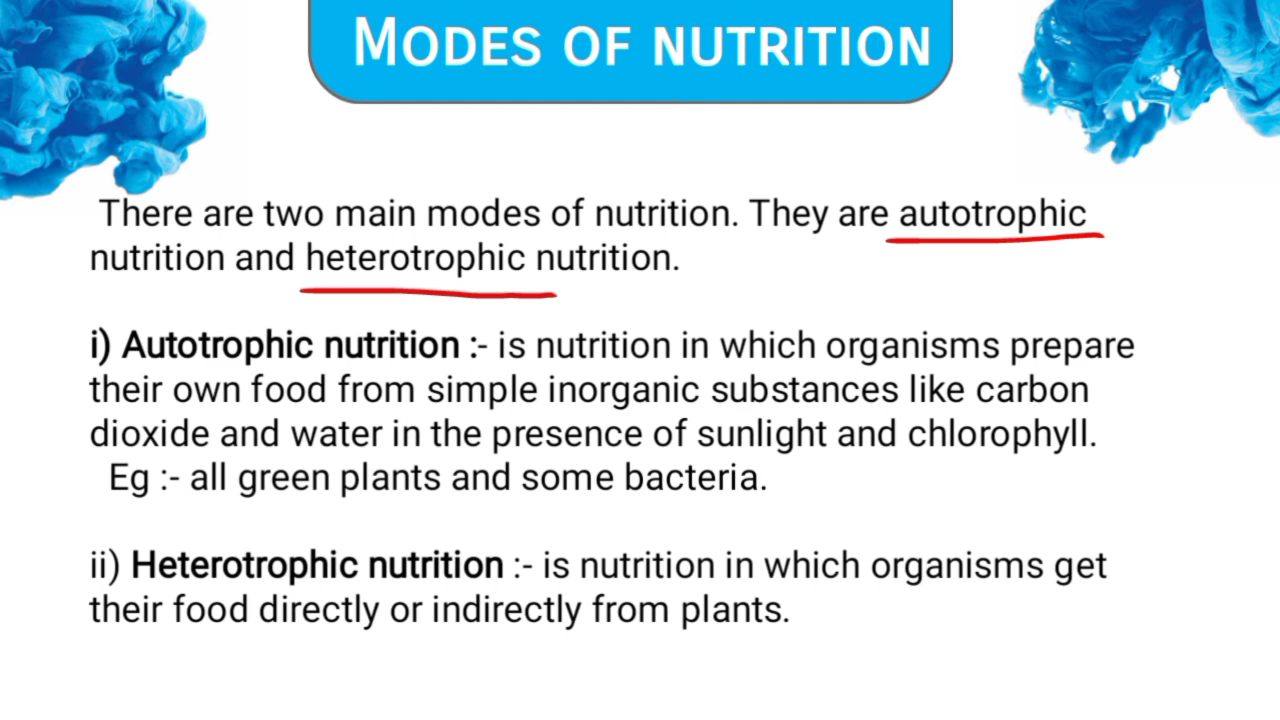 Modes of nutrition
There are two main modes of nutrition. They are autotrophic
nutrition and heterotrophic nutrition.
i) Autotrophic nutrition :- is nutrition in which organisms prepare
their own food from simple inorganic substances like carbon
dioxide and water in the presence of sunlight and chlorophyll.
Eg :- all green plants and some bacteria.
ii) Heterotrophic nutrition :- is nutrition in which organisms get
their food directly or indirectly from plants.